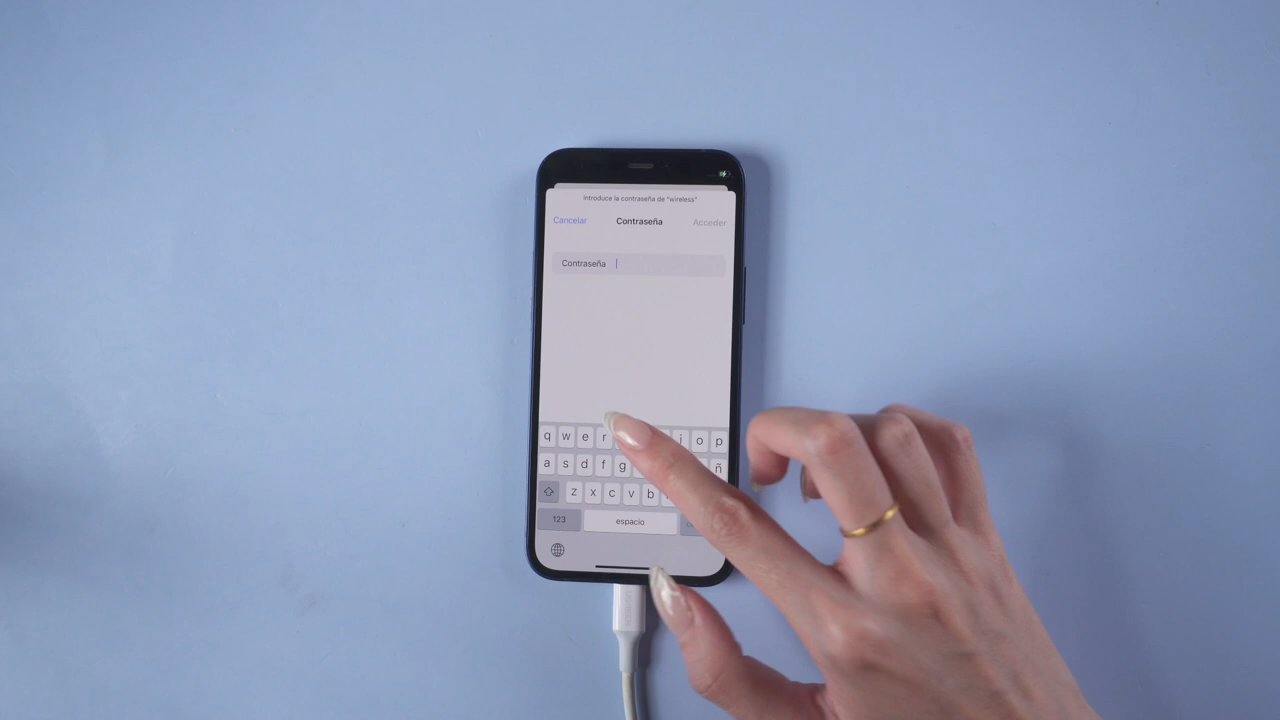 Introduce la contraseña de "wireless"
Cancelar Contraseña Acceder
Contraseña
q w e r i o p
a s d f g ñ
z x c v b
123 espacio